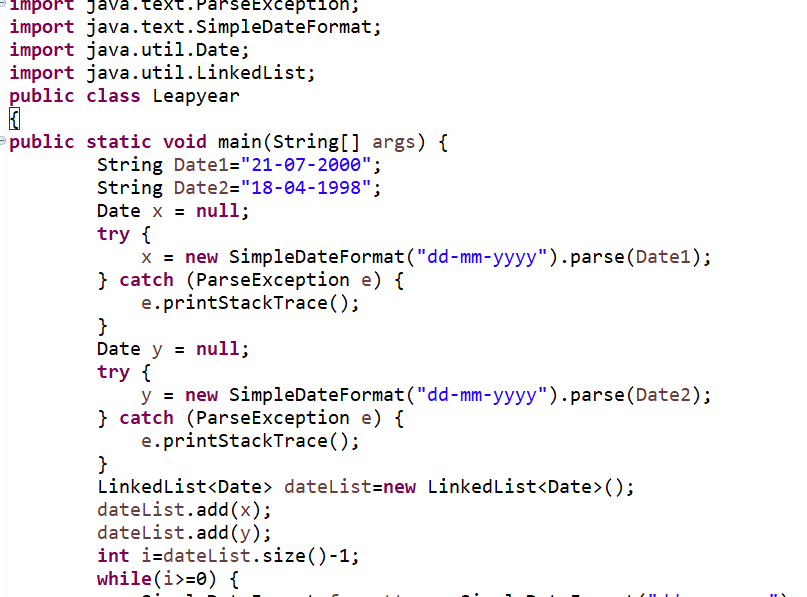 import java.text.ParseException;
import java.text.SimpleDateFormat;
import java.util.Date;
import java.util.LinkedList;
public class Leapyear
{
public static void main(String[] args) {
String Date1="21-07-2000";
String Date2="18-04-1998";
Date x = null;
try {
x = new SimpleDateFormat("dd-mm-yyyy").parse(Date1);
} catch (ParseException e) {
e.printStackTrace();
}
Date y = null;
try {
y = new SimpleDateFormat("dd-mm-yyyy").parse(Date2);
} catch (ParseException e) {
e.printStackTrace();
}
LinkedList<Date> dateList=new LinkedList<Date>();
dateList.add(x);
dateList.add(y);
int i=dateList.size()-1;
while(i>=0) {